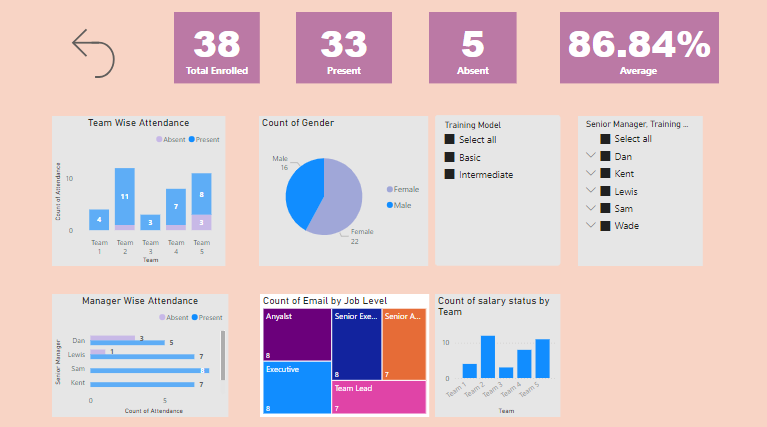 38
Total Enrolled
33
Present
5
Absent
86.84%
Average
Team Wise Attendance
Absent Present
Count of Attendance
10
0
4
11
3
7
8
3
Team 1
Team 2
Team 3
Team 4
Team 5
Team
Count of Gender
Male
16
Female
22
Female
Male
Training Model
Select all
Basic
Intermediate
Senior Manager, Training ...
Select all
Dan
Kent
Lewis
Sam
Wade
Manager Wise Attendance
Absent Present
Senior Manager
Dan
3
5
Lewis
1
7
Sam
Kent
7
0
5
Count of Attendance
Count of Email by Job Level
Anyalst
8
Executive
8
Senior Exe...
8
Senior A...
7
Team Lead
7
Count of salary status by
Team
10
0
Team 1
Team 2
Team 3
Team 4
Team 5
Team